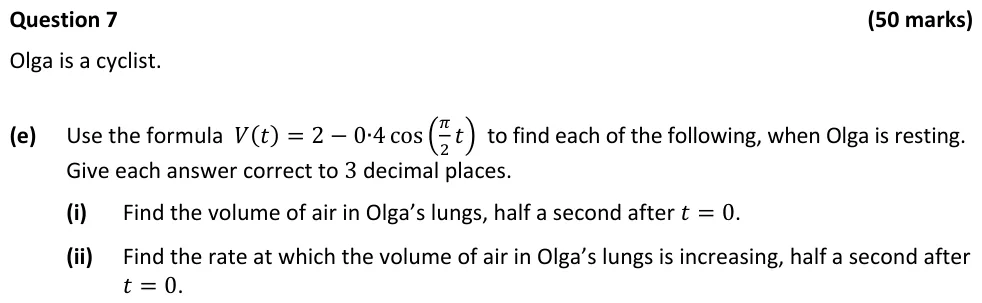 Question 7 (50 marks)
Olga is a cyclist.
(e) Use the formula V(t) = 2 − 0·4 cos(π/2 t) to find each of the following, when Olga is resting.
Give each answer correct to 3 decimal places.
(i) Find the volume of air in Olga’s lungs, half a second after t = 0.
(ii) Find the rate at which the volume of air in Olga’s lungs is increasing, half a second after
t = 0.